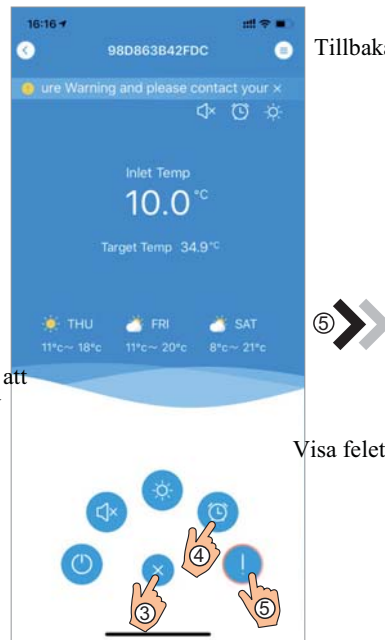 16:16
98D863B42FDC
Tillbaka
ure Warning and please contact your ×
Inlet Temp
10.0 °C
Target Temp 34.9°C
THU FRI SAT
11°c~ 18°c 11°c~ 20°c 8°c~ 21°c
⑤
att
Visa felet
④
③
⑤